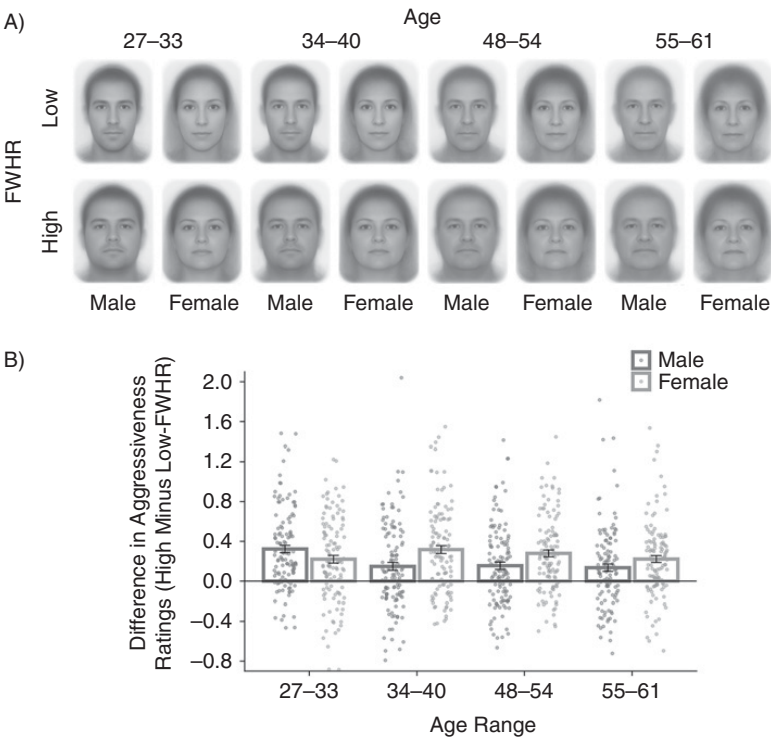 A)
Age
27–33 34–40 48–54 55–61
FWHR
Low
High
Male Female Male Female Male Female Male Female
B)
Male
Female
Difference in Aggressiveness
Ratings (High Minus Low-FWHR)
2.0
1.6
1.2
0.8
0.4
0.0
−0.4
−0.8
27–33 34–40 48–54 55–61
Age Range